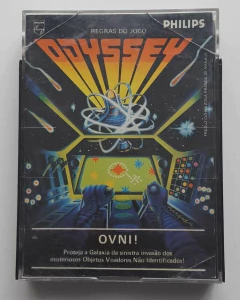 REGRAS DO JOGO
PHILIPS
ODYSSEY
OVNI!
Proteja a Galáxia da sinistra invasão dos
misteriosos Objetos Voadores Não Identificados!